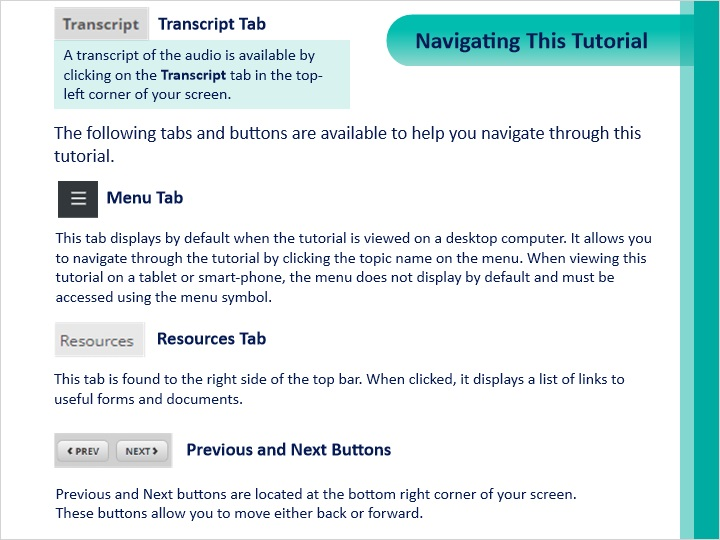 Transcript Transcript Tab
Navigating This Tutorial
A transcript of the audio is available by
clicking on the Transcript tab in the top-
left corner of your screen.
The following tabs and buttons are available to help you navigate through this
tutorial.
Menu Tab
This tab displays by default when the tutorial is viewed on a desktop computer. It allows you
to navigate through the tutorial by clicking the topic name on the menu. When viewing this
tutorial on a tablet or smart-phone, the menu does not display by default and must be
accessed using the menu symbol.
Resources Resources Tab
This tab is found to the right side of the top bar. When clicked, it displays a list of links to
useful forms and documents.
PREV NEXT Previous and Next Buttons
Previous and Next buttons are located at the bottom right corner of your screen.
These buttons allow you to move either back or forward.